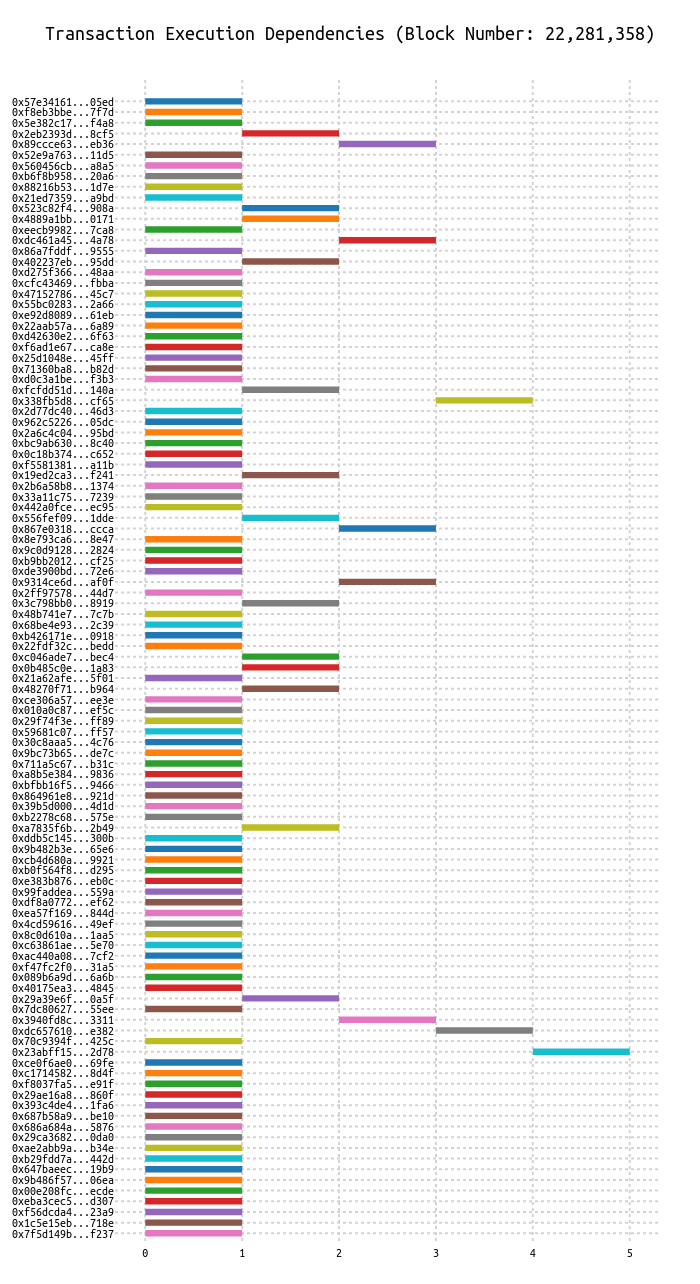 Transaction Execution Dependencies (Block Number: 22,281,358)
0x57e34161...05ed
0xf8eb3bbe...7f7d
0x5e382c17...f4a8
0x2eb2393d...8cf5
0x89ccce63...eb36
0x52e9a763...11d5
0x560456cb...a8a5
0xb6f8b958...20a6
0x88216b53...1d7e
0x21ed7359...a9bd
0x523c82f4...908a
0x4889a1bb...0171
0xeecb9982...7ca8
0xdc461a45...4a78
0x86a7fddf...9555
0x402237eb...95dd
0xd275f366...48aa
0xcfc43469...fbba
0x47152786...45c7
0x55bc0283...2a66
0xe92d8089...61eb
0x22aab57a...6a89
0xd42630e2...6f63
0xf6ad1e67...ca8e
0x25d1048e...45ff
0x71360ba8...b82d
0xd0c3a1be...f3b3
0xfcfdd51d...140a
0x338fb5d8...cf65
0x2d77dc40...46d3
0x962c5226...05dc
0x2a6c4c04...95bd
0xbc9ab630...8c40
0x0c18b374...c652
0xf5581381...a11b
0x19ed2ca3...f241
0x2b6a58b8...1374
0x33a11c75...7239
0x442a0fce...ec95
0x556fef09...1dde
0x867e0318...ccca
0x8e793ca6...8e47
0x9c0d9128...2824
0xb9bb2012...cf25
0xde3900bd...72e6
0x9314ce6d...af0f
0x2ff97578...44d7
0x3c798bb0...8919
0x48b741e7...7c7b
0x68be4e93...2c39
0xb426171e...0918
0x22fdf32c...bedd
0xc046ade7...bec4
0x0b485c0e...1a83
0x21a62afe...5f01
0x48270f71...b964
0xce306a57...ee3e
0x010a0c87...ef5c
0x29f74f3e...ff89
0x59681c07...ff57
0x30c8aaa5...4c76
0x9bc73b65...de7c
0x711a5c67...b31c
0xa8b5e384...9836
0xbfbb16f5...9466
0x864961e8...921d
0x39b5d000...4d1d
0xb2278c68...575e
0xa7835f6b...2b49
0xddb5c145...300b
0x9b482b3e...65e6
0xcb4d680a...9921
0xb0f564f8...d295
0xe383b876...eb0c
0x99faddea...559a
0xdf8a0772...ef62
0xea57f169...844d
0x4cd59616...49ef
0x8c0d610a...1aa5
0xc63861ae...5e70
0xac440a08...7cf2
0xf47fc2f0...31a5
0x089b6a9d...6a6b
0x40175ea3...4845
0x29a39e6f...0a5f
0x7dc80627...55ee
0x3940fd8c...3311
0xdc657610...e382
0x70c9394f...425c
0x23abff15...2d78
0xce0f6ae0...69fe
0xc1714582...8d4f
0xf8037fa5...e91f
0x29ae16a8...860f
0x393c4de4...1fa6
0x687b58a9...be10
0x686a684a...5876
0x29ca3682...0da0
0xae2abb9a...b34e
0xb29fdd7a...442d
0x647baeec...19b9
0x9b486f57...06ea
0x00e208fc...ecde
0xeba3cec5...d307
0xf56dcda4...23a9
0x1c5e15eb...718e
0x7f5d149b...f237
0 1 2 3 4 5